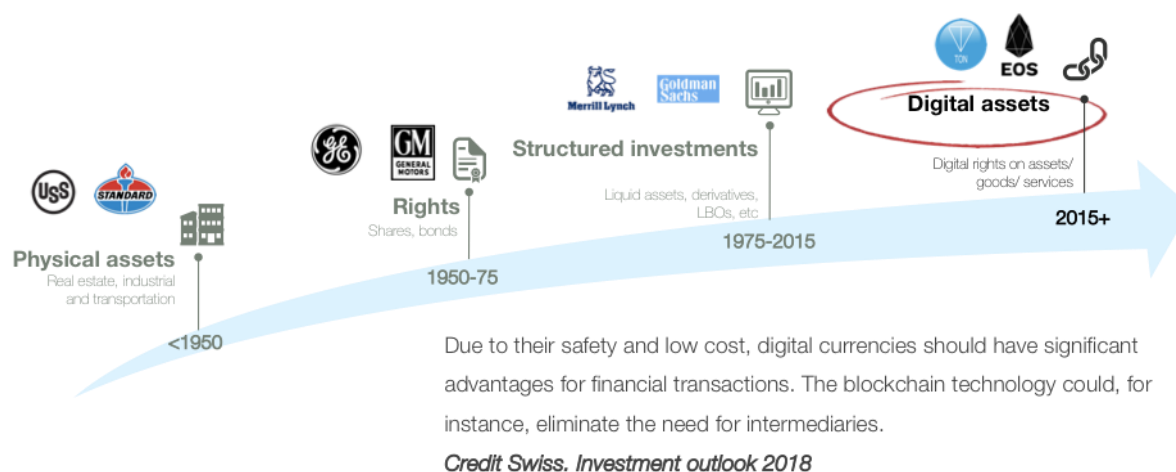 TON
EOS
Digital assets
Digital rights on assets/
goods/ services
2015+
Merrill Lynch
Goldman
Sachs
Structured investments
Liquid assets, derivatives,
LBOs, etc
1975-2015
GE
GM
GENERAL
MOTORS
Rights
Shares, bonds
1950-75
USS
STANDARD
Physical assets
Real estate, industrial
and transportation
<1950
Due to their safety and low cost, digital currencies should have significant
advantages for financial transactions. The blockchain technology could, for
instance, eliminate the need for intermediaries.
Credit Swiss. Investment outlook 2018